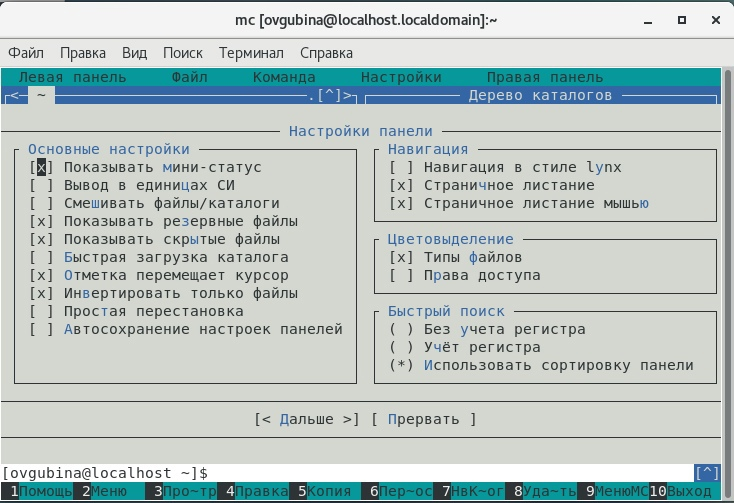 mc [ovgubina@localhost.localdomain]:~
Файл Правка Вид Поиск Терминал Справка
Левая панель Файл Команда Настройки Правая панель
<─ ~ ─.[^]> Дерево каталогов
Настройки панели
Основные настройки
[x] Показывать мини-статус
[ ] Вывод в единицах СИ
[ ] Смешивать файлы/каталоги
[x] Показывать резервные файлы
[x] Показывать скрытые файлы
[ ] Быстрая загрузка каталога
[x] Отметка перемещает курсор
[x] Инвертировать только файлы
[ ] Простая перестановка
[ ] Автосохранение настроек панелей
Навигация
[ ] Навигация в стиле lynx
[x] Страничное листание
[x] Страничное листание мышью
Цветовыделение
[x] Типы файлов
[ ] Права доступа
Быстрый поиск
( ) Без учета регистра
( ) Учёт регистра
(*) Использовать сортировку панели
[< Дальше >] [ Прервать ]
[ovgubina@localhost ~]$ [^]
1Помощь 2Меню 3Про~тр 4Правка 5Копия 6Пер~ос 7НвК~ог 8Уда~ть 9МенюMC 10Выход